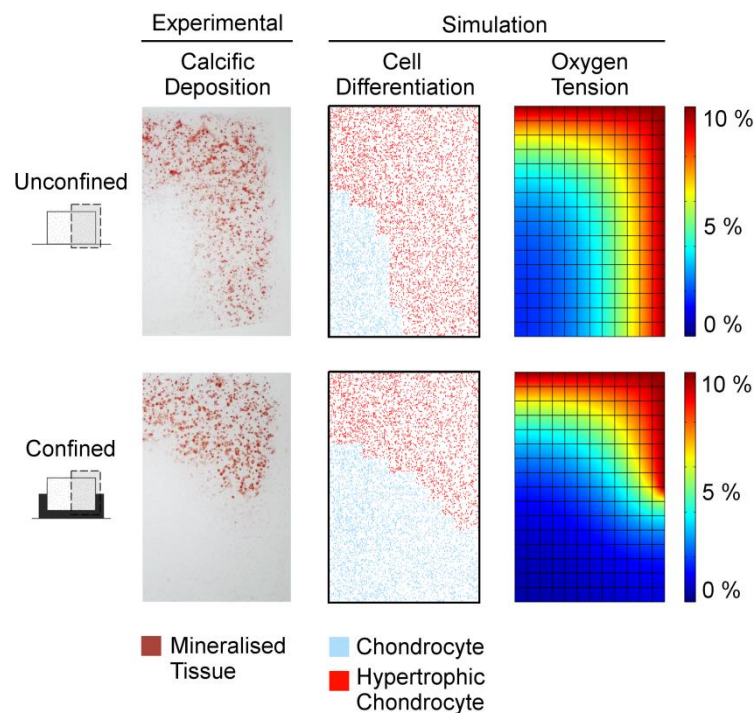 Experimental
Simulation
Calcific
Deposition
Cell
Differentiation
Oxygen
Tension
Unconfined
10 %
5 %
0 %
Confined
10 %
5 %
0 %
Mineralised
Tissue
Chondrocyte
Hypertrophic
Chondrocyte